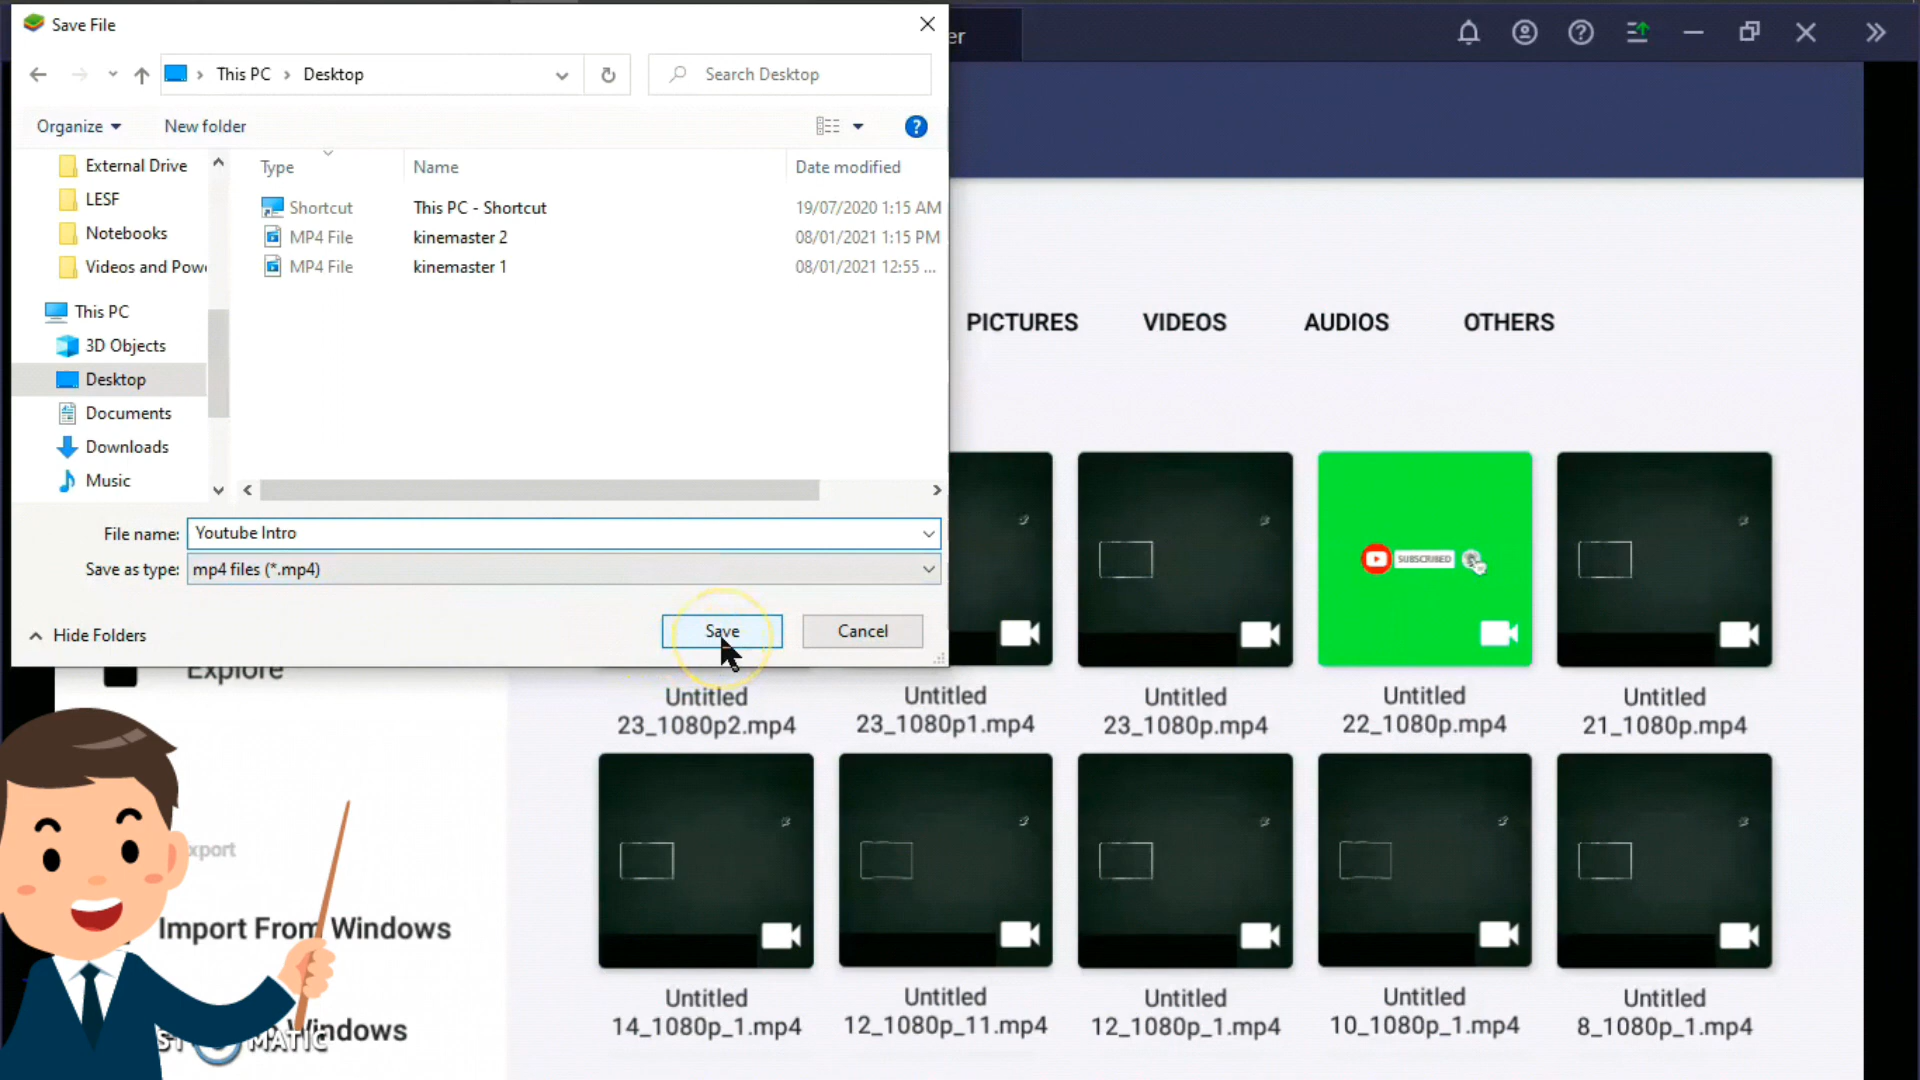 Save File
er
This PC
Desktop
Search Desktop
Organize
New folder
?
External Drive
LESF
Notebooks
Videos and Pow
This PC
3D Objects
Desktop
Documents
Downloads
Music
Type
Name
Date modified
Shortcut
This PC - Shortcut
19/07/2020 1:15 AM
MP4 File
kinemaster 2
08/01/2021 1:15 PM
MP4 File
kinemaster 1
08/01/2021 12:55 ...
File name:
Youtube Intro
Save as type:
mp4 files (*.mp4)
Hide Folders
Save
Cancel
PICTURES
VIDEOS
AUDIOS
OTHERS
SUBSCRIBED
Explore
xport
Import From Windows
Windows
Untitled
23_1080p2.mp4
Untitled
23_1080p1.mp4
Untitled
23_1080p.mp4
Untitled
22_1080p.mp4
Untitled
21_1080p.mp4
Untitled
14_1080p_1.mp4
Untitled
12_1080p_11.mp4
Untitled
12_1080p_1.mp4
Untitled
10_1080p_1.mp4
Untitled
8_1080p_1.mp4